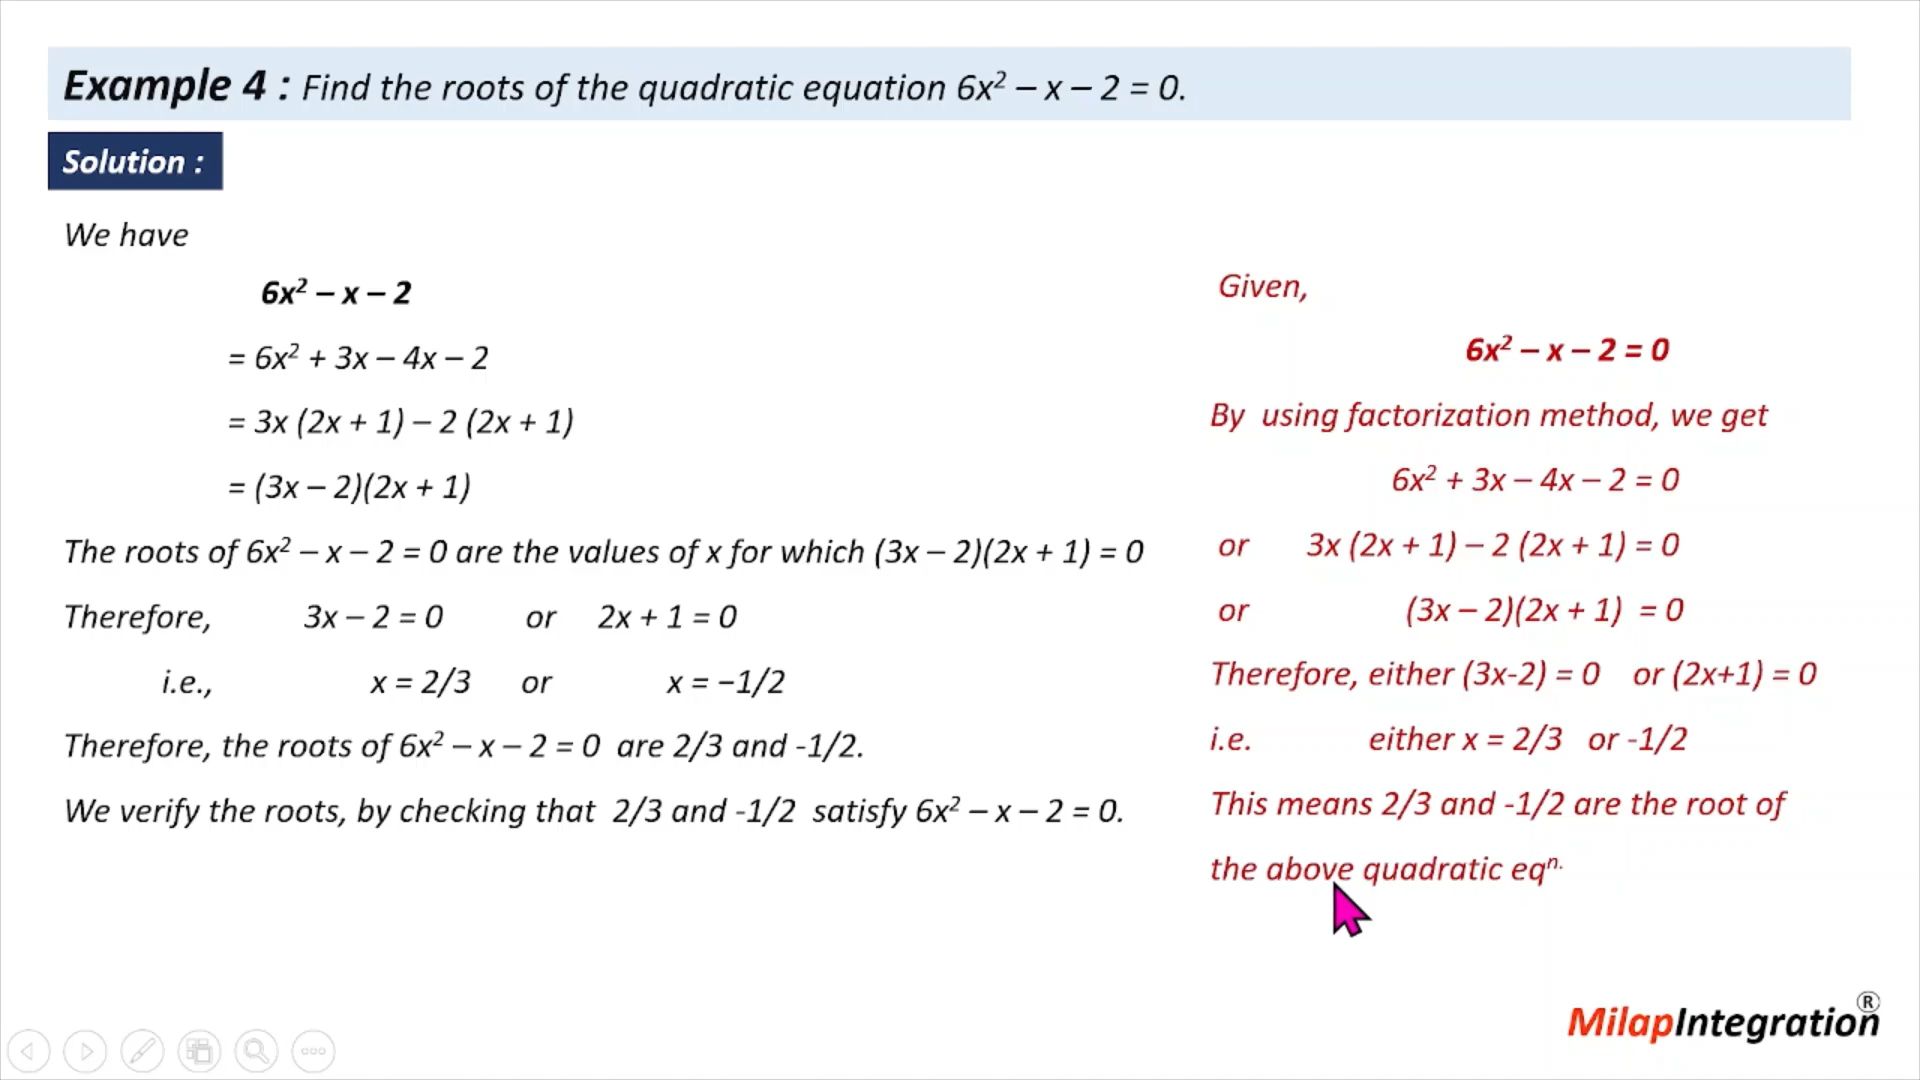 Example 4 : Find the roots of the quadratic equation 6x² – x – 2 = 0.
Solution :
We have
6x² – x – 2
= 6x² + 3x – 4x – 2
= 3x (2x + 1) – 2 (2x + 1)
= (3x – 2)(2x + 1)
The roots of 6x² – x – 2 = 0 are the values of x for which (3x – 2)(2x + 1) = 0
Therefore, 3x – 2 = 0 or 2x + 1 = 0
i.e., x = 2/3 or x = −1/2
Therefore, the roots of 6x² – x – 2 = 0 are 2/3 and -1/2.
We verify the roots, by checking that 2/3 and -1/2 satisfy 6x² – x – 2 = 0.
Given,
6x² – x – 2 = 0
By using factorization method, we get
6x² + 3x – 4x – 2 = 0
or 3x (2x + 1) – 2 (2x + 1) = 0
or (3x – 2)(2x + 1) = 0
Therefore, either (3x-2) = 0 or (2x+1) = 0
i.e. either x = 2/3 or -1/2
This means 2/3 and -1/2 are the root of
the above quadratic eqⁿ.
MilapIntegration®